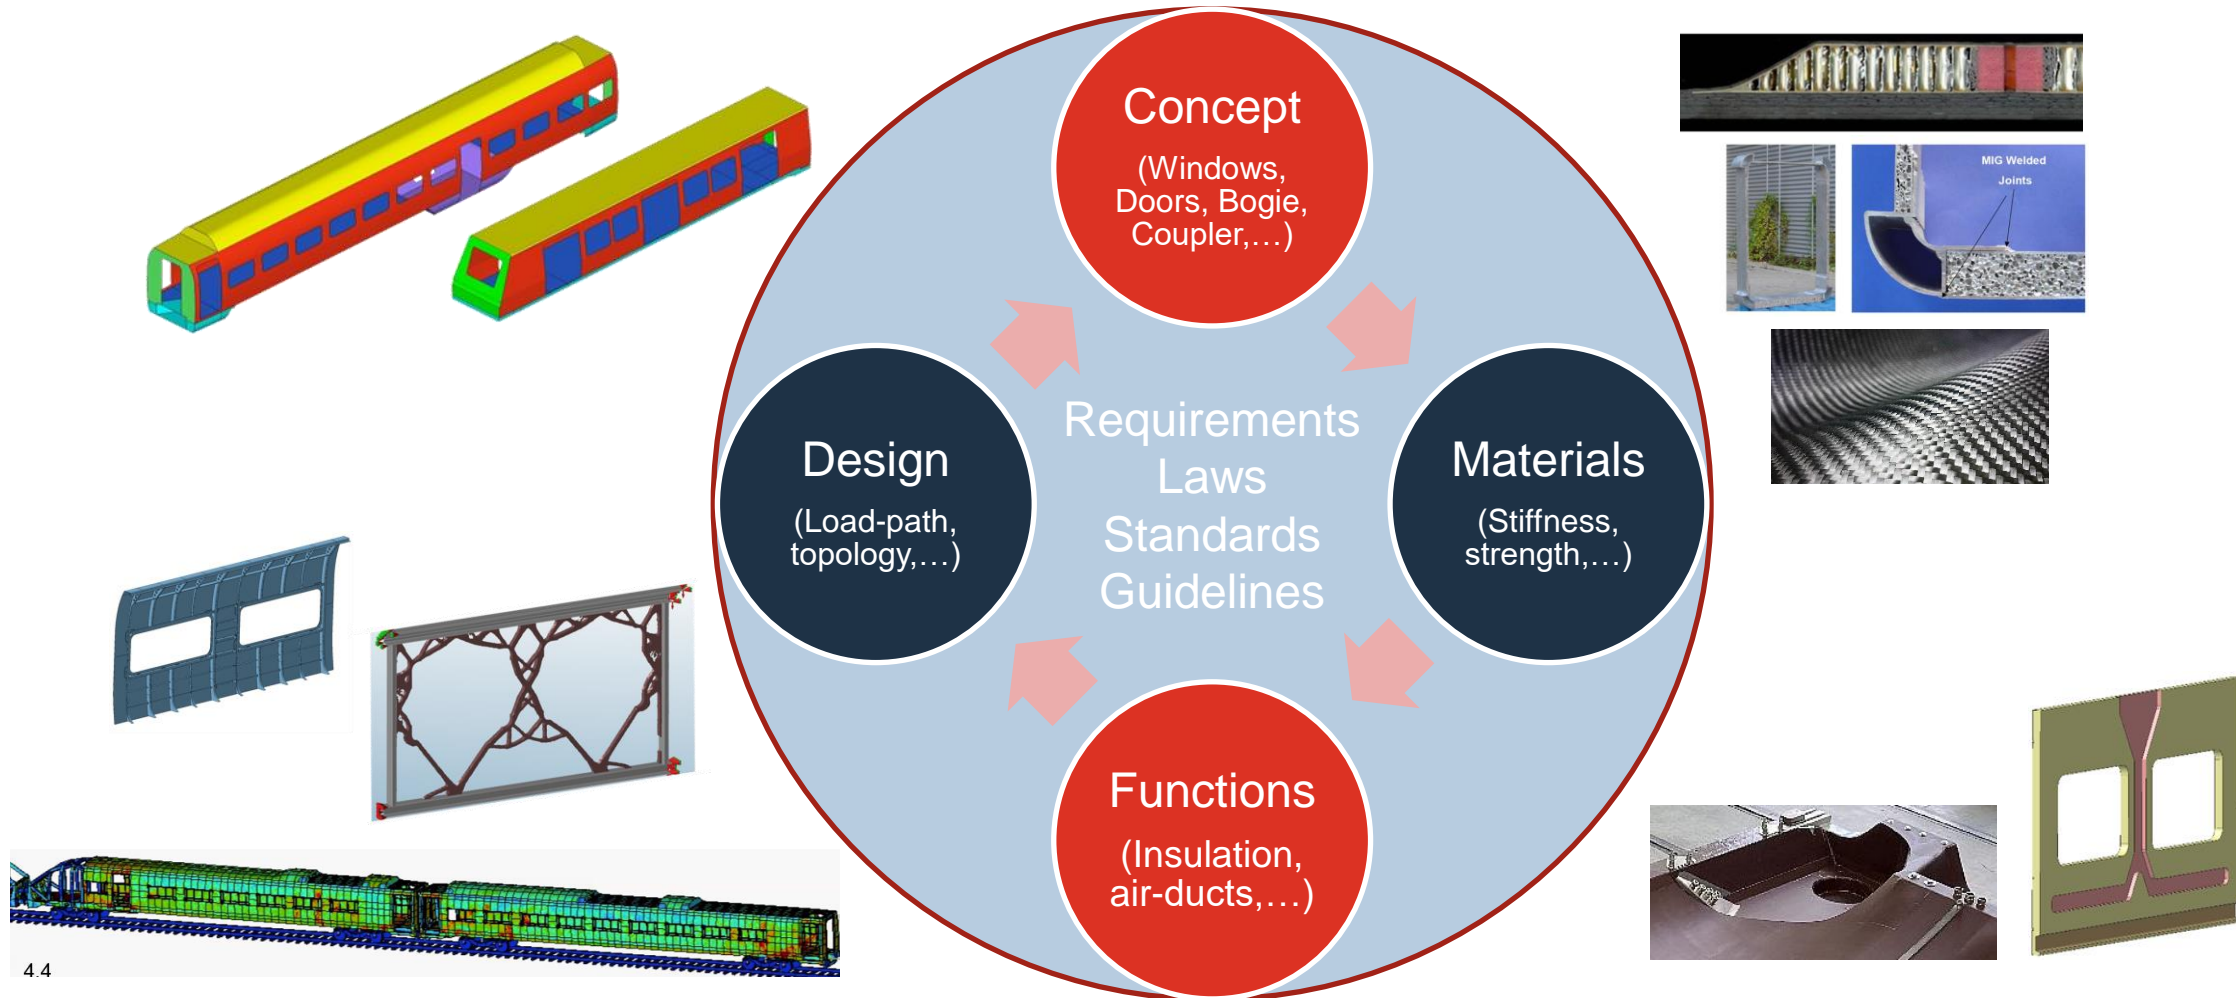 Concept
(Windows,
Doors, Bogie,
Coupler,…)
MIG Welded
Joints
Requirements
Laws
Standards
Guidelines
Design
(Load-path,
topology,…)
Materials
(Stiffness,
strength,…)
Functions
(Insulation,
air-ducts,…)
4.4